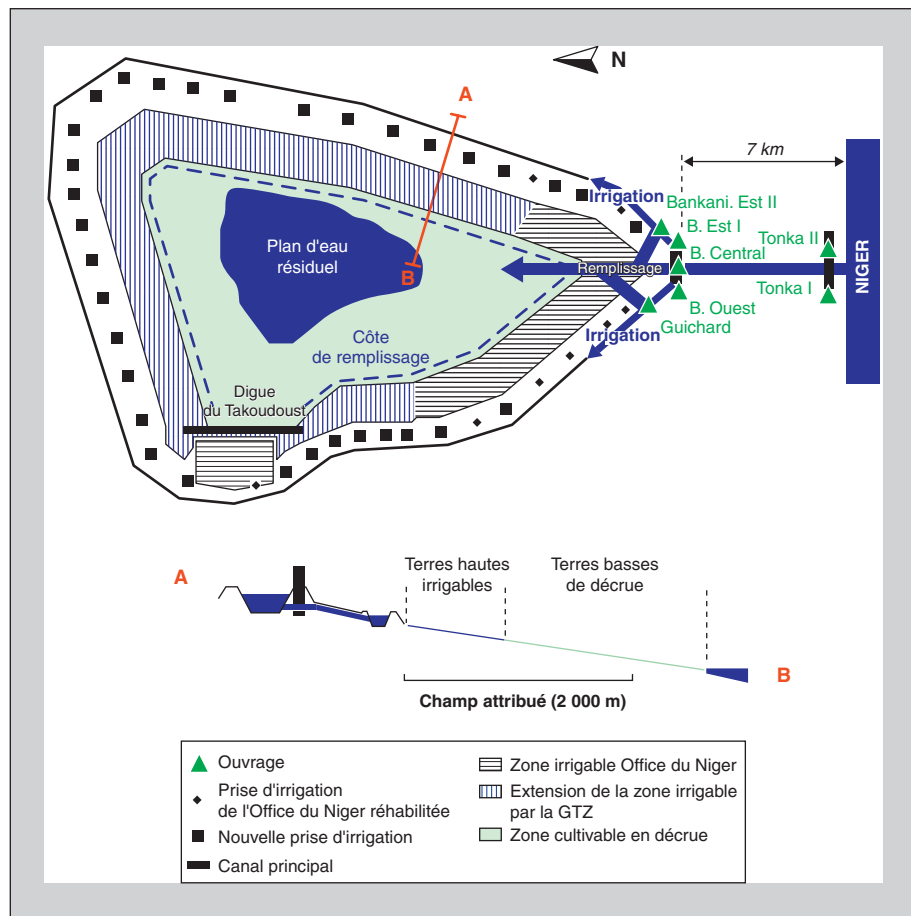 N
A
7 km
Irrigation
Bankani. Est II
B. Est I
Tonka II
B. Central
NIGER
Plan d'eau
résiduel
B
Remplissage
Tonka I
B. Ouest
Guichard
Irrigation
Côte
de remplissage
Digue
du Takoudoust
Terres hautes
irrigables
Terres basses
de décrue
A
B
Champ attribué (2 000 m)
Ouvrage
Prise d'irrigation
de l'Office du Niger réhabilitée
Nouvelle prise d'irrigation
Canal principal
Zone irrigable Office du Niger
Extension de la zone irrigable
par la GTZ
Zone cultivable en décrue